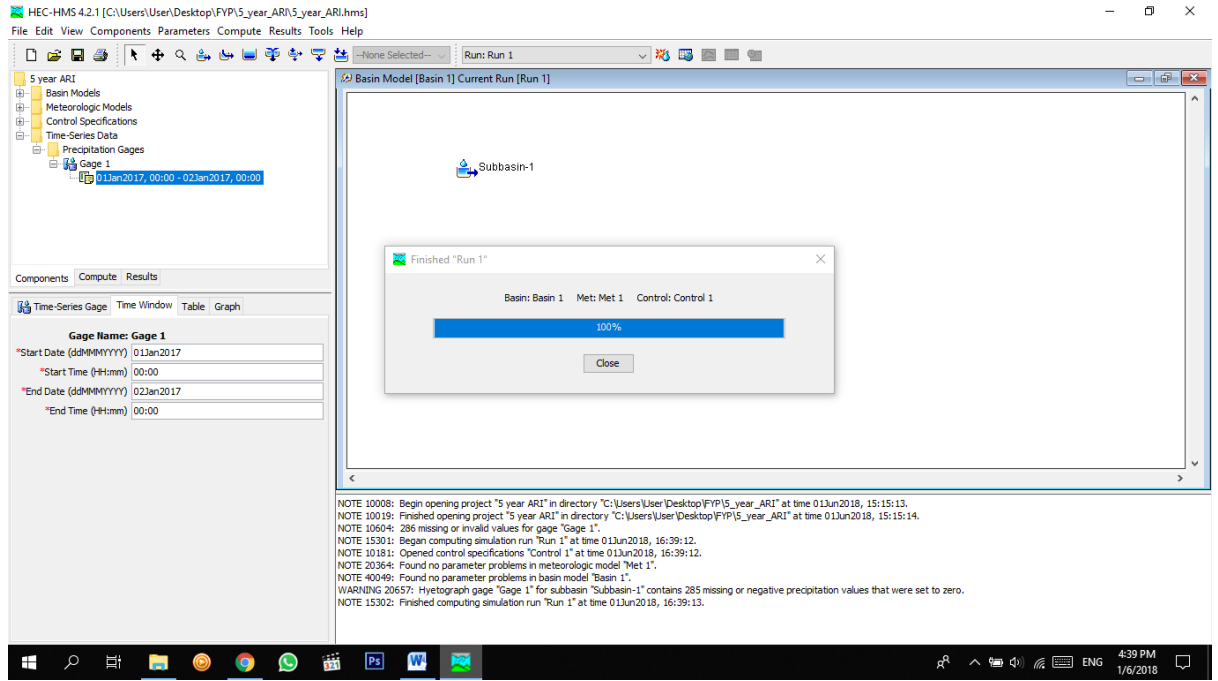 HEC-HMS 4.2.1 [C:\Users\User\Desktop\FYP\5_year_ARI\5_year_ARI.hms]
File Edit View Components Parameters Compute Results Tools Help
--None Selected-- Run: Run 1
5 year ARI
Basin Models
Meteorologic Models
Control Specifications
Time-Series Data
Precipitation Gages
Gage 1
01Jan2017, 00:00 - 02Jan2017, 00:00
Components Compute Results
Time-Series Gage Time Window Table Graph
Gage Name: Gage 1
*Start Date (ddMMMYYYY) 01Jan2017
*Start Time (HH:mm) 00:00
*End Date (ddMMMYYYY) 02Jan2017
*End Time (HH:mm) 00:00
Basin Model [Basin 1] Current Run [Run 1]
Subbasin-1
Finished "Run 1"
Basin: Basin 1 Met: Met 1 Control: Control 1
100%
Close
NOTE 10008: Begin opening project "5 year ARI" in directory "C:\Users\User\Desktop\FYP\5_year_ARI" at time 01Jun2018, 15:15:13.
NOTE 10019: Finished opening project "5 year ARI" in directory "C:\Users\User\Desktop\FYP\5_year_ARI" at time 01Jun2018, 15:15:14.
NOTE 10604: 286 missing or invalid values for gage "Gage 1".
NOTE 15301: Began computing simulation run "Run 1" at time 01Jun2018, 16:39:12.
NOTE 10181: Opened control specifications "Control 1" at time 01Jun2018, 16:39:12.
NOTE 20364: Found no parameter problems in meteorologic model "Met 1".
NOTE 40049: Found no parameter problems in basin model "Basin 1".
WARNING 20657: Hyetograph gage "Gage 1" for subbasin "Subbasin-1" contains 285 missing or negative precipitation values that were set to zero.
NOTE 15302: Finished computing simulation run "Run 1" at time 01Jun2018, 16:39:13.
321 Ps W ENG 4:39 PM
1/6/2018